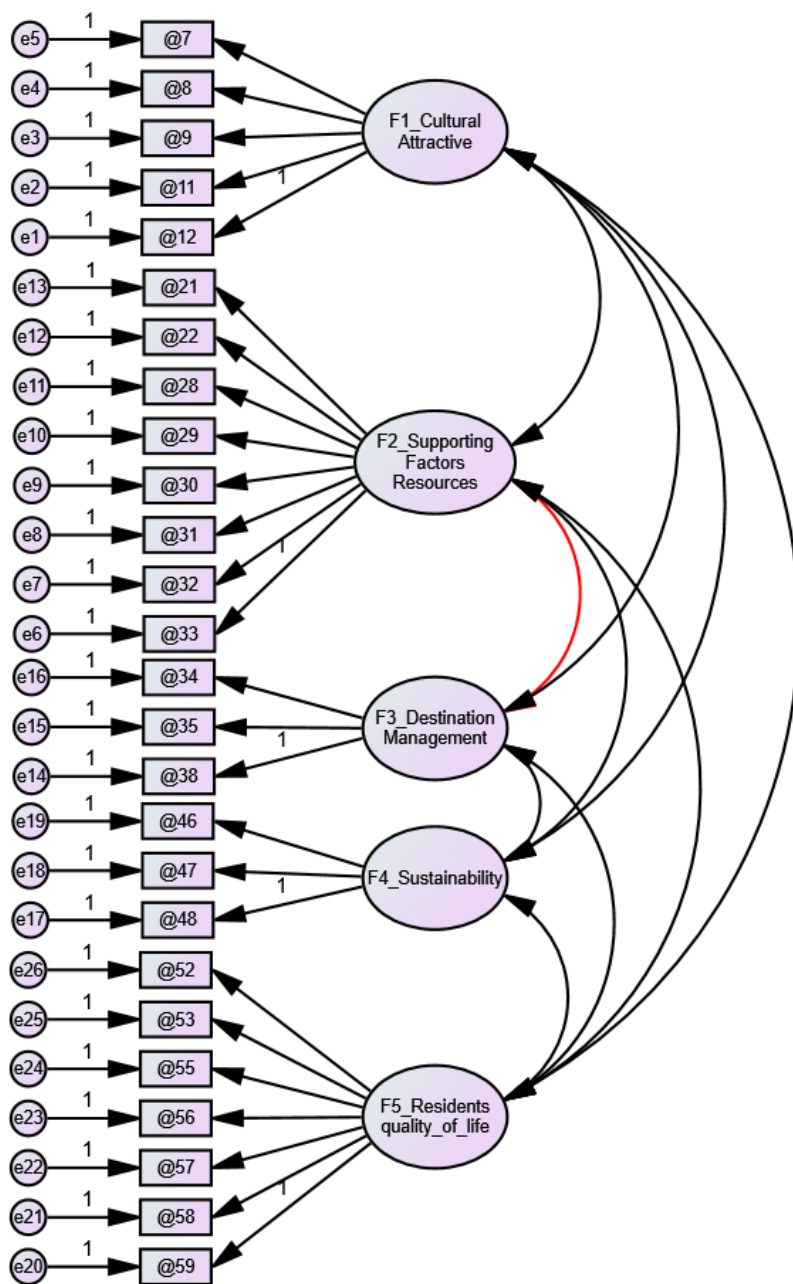 e5 1 @7
e4 1 @8
e3 1 @9
e2 1 @11
e1 1 @12
F1_Cultural
Attractive
1
e13 1 @21
e12 1 @22
e11 1 @28
e10 1 @29
e9 1 @30
e8 1 @31
e7 1 @32
e6 1 @33
F2_Supporting
Factors
Resources
1
e16 1 @34
e15 1 @35
e14 1 @38
F3_Destination
Management
1
e19 1 @46
e18 1 @47
e17 1 @48
F4_Sustainability
1
e26 1 @52
e25 1 @53
e24 1 @55
e23 1 @56
e22 1 @57
e21 1 @58
e20 1 @59
F5_Residents
quality_of_life
1